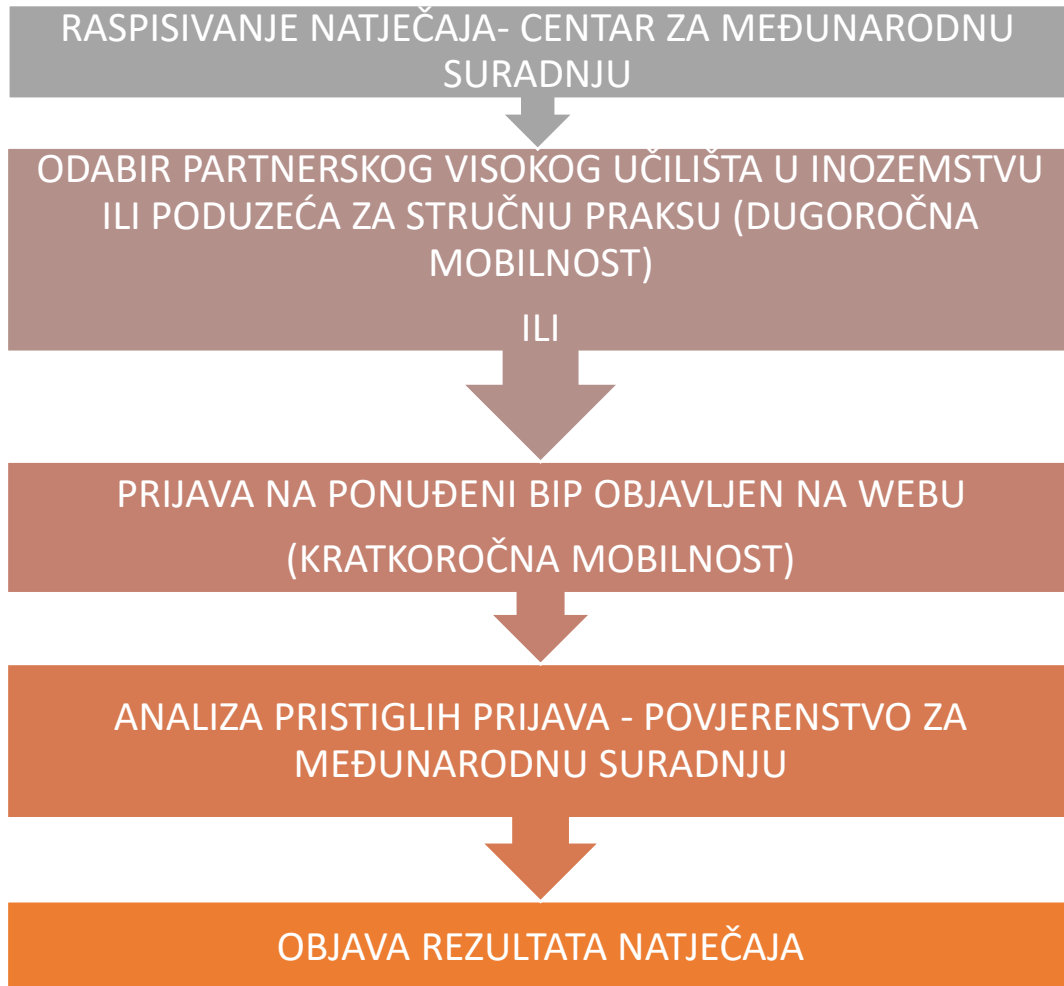 RASPISIVANJE NATJEČAJA- CENTAR ZA MEĐUNARODNU
SURADNJU
ODABIR PARTNERSKOG VISOKOG UČILIŠTA U INOZEMSTVU
ILI PODUZEĆA ZA STRUČNU PRAKSU (DUGOROČNA
MOBILNOST)
ILI
PRIJAVA NA PONUĐENI BIP OBJAVLJEN NA WEBU
(KRATKOROČNA MOBILNOST)
ANALIZA PRISTIGLIH PRIJAVA - POVJERENSTVO ZA
MEĐUNARODNU SURADNJU
OBJAVA REZULTATA NATJEČAJA